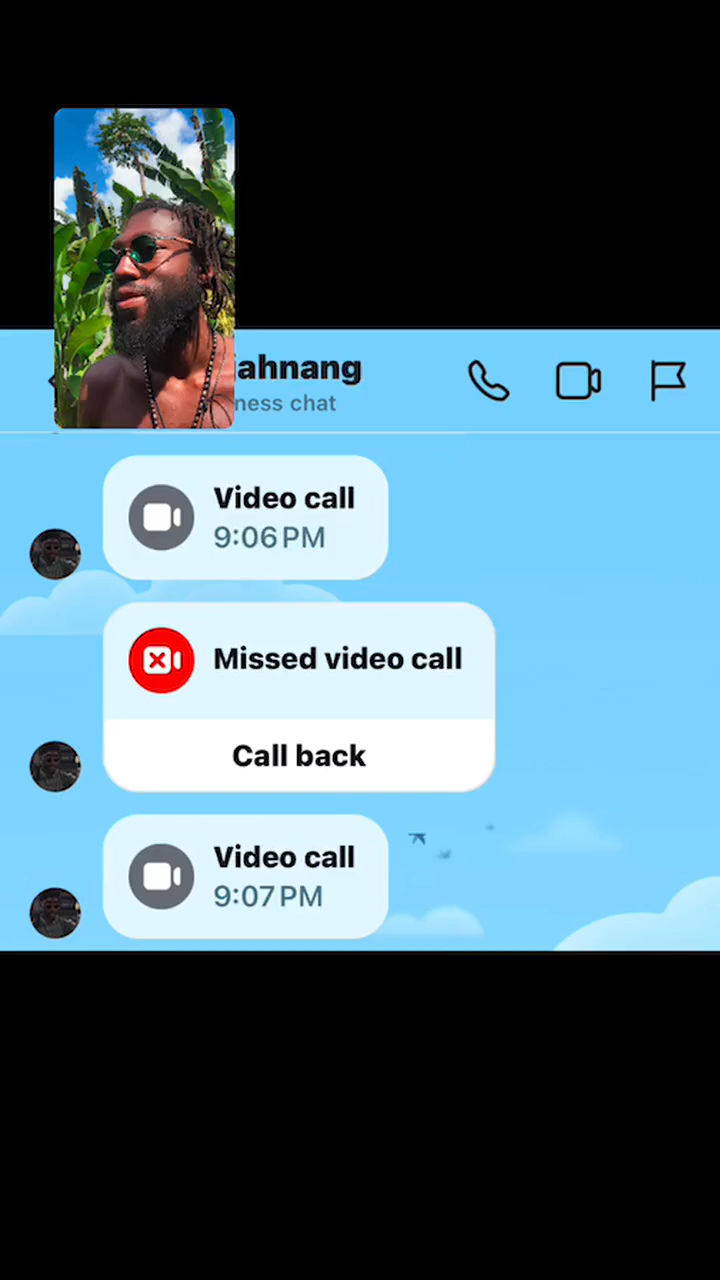 ahnang
ness chat
Video call
9:06 PM
Missed video call
Call back
Video call
9:07 PM